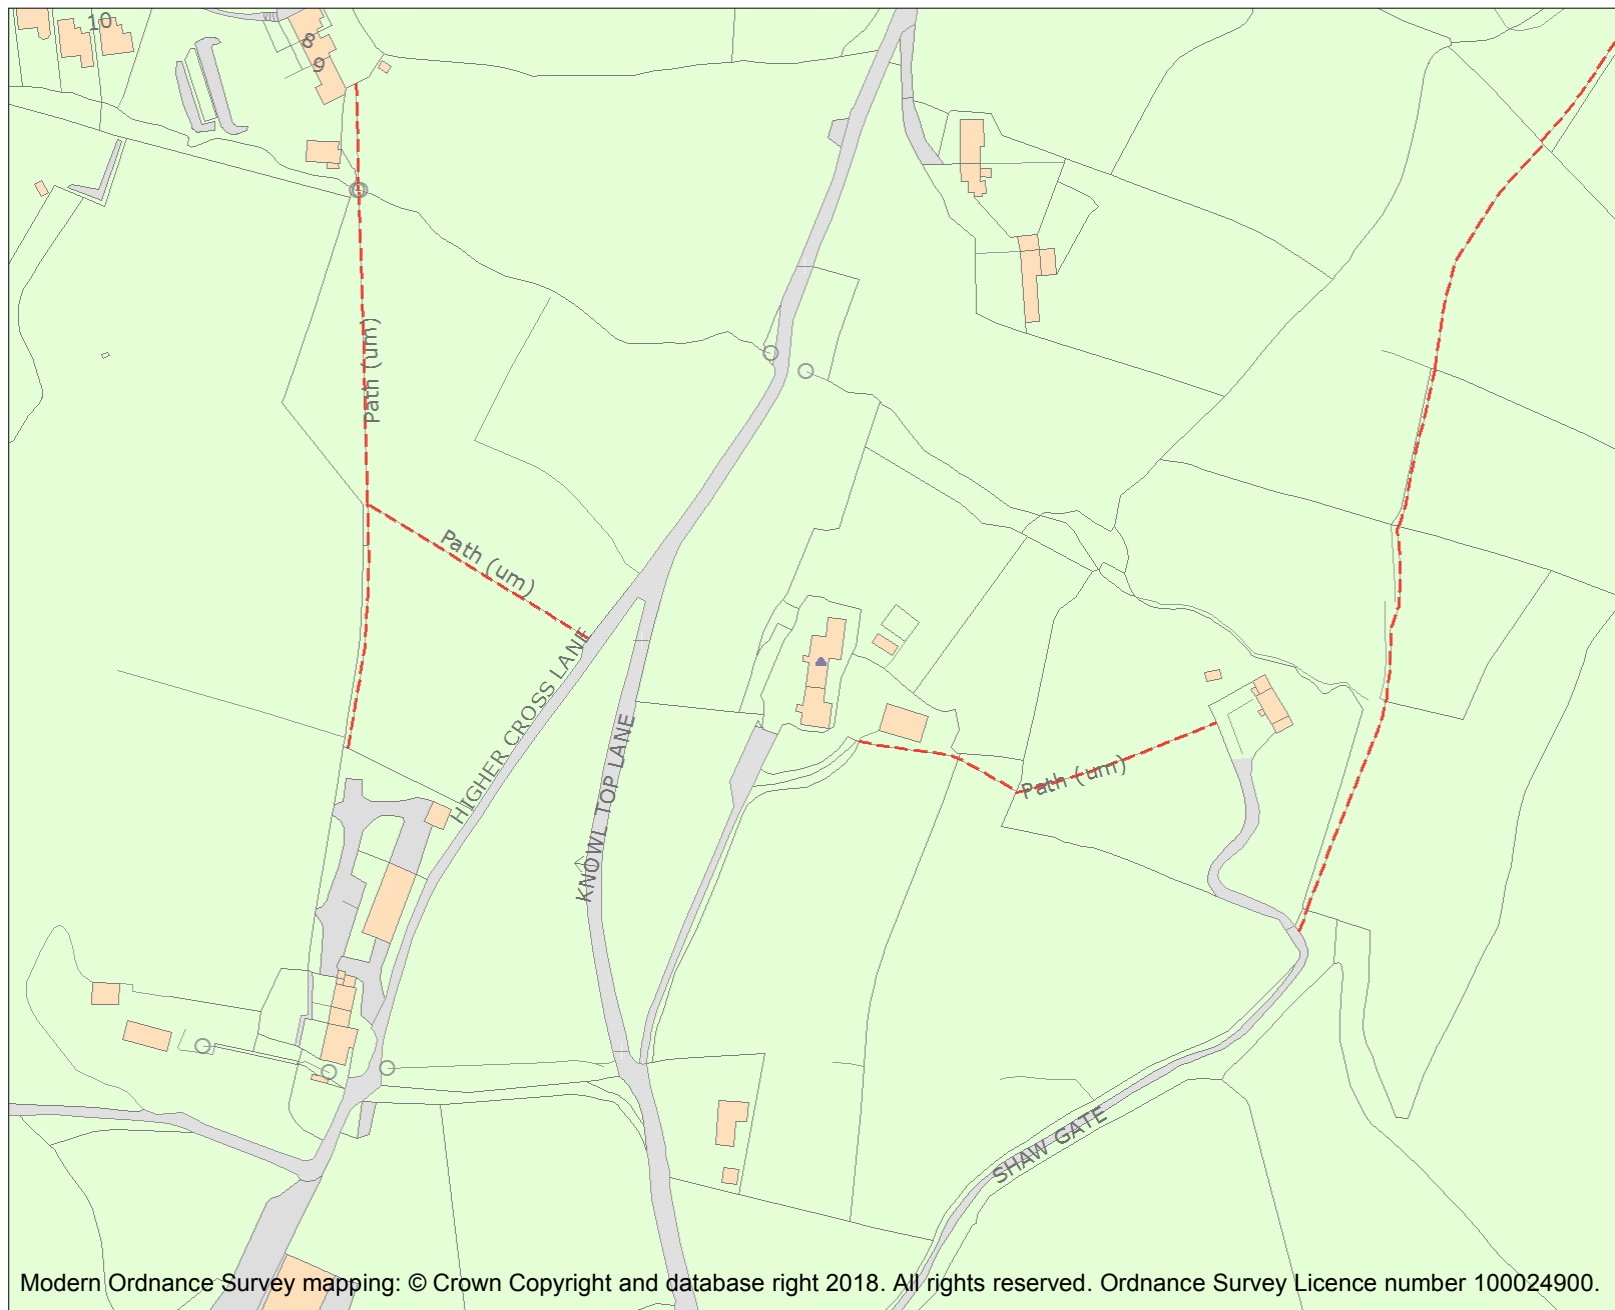 10
8
9
Path (um)
Path (um)
HIGHER CROSS LANE
KNOWL TOP LANE
Path (um)
SHAW GATE
Modern Ordnance Survey mapping: © Crown Copyright and database right 2018. All rights reserved. Ordnance Survey Licence number 100024900.